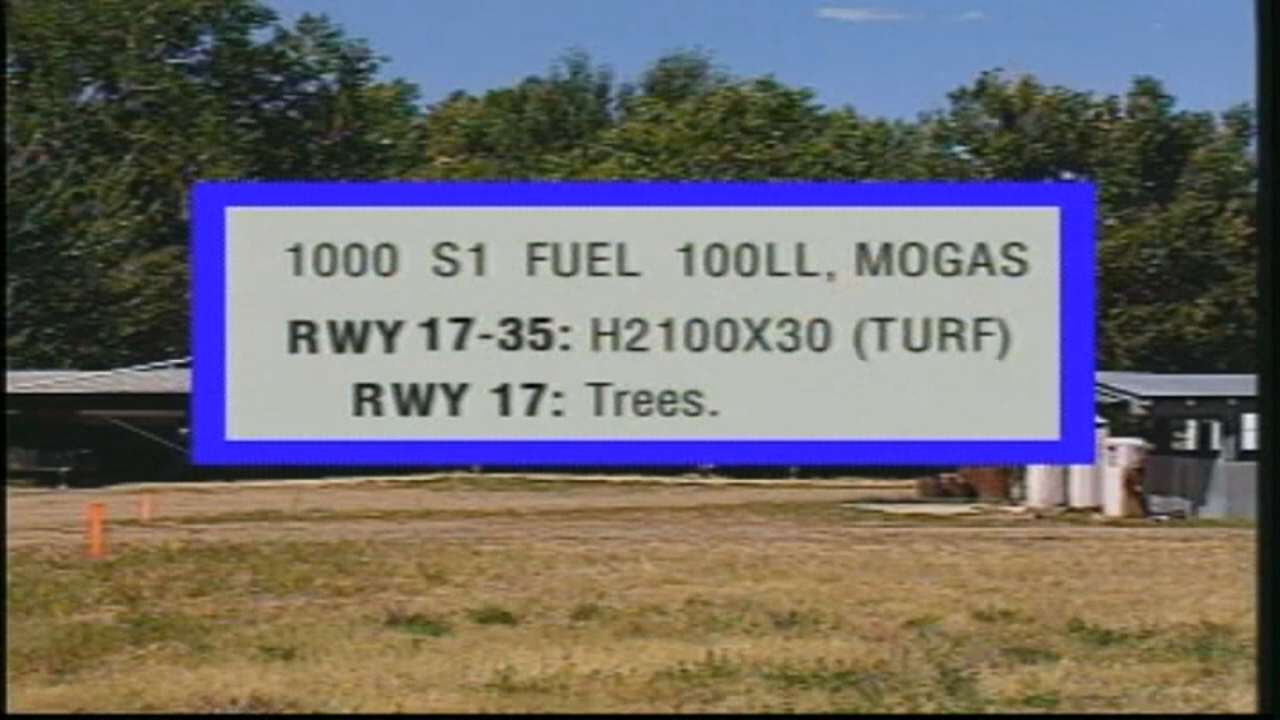 1000 S1 FUEL 100LL, MOGAS
RWY 17-35: H2100X30 (TURF)
RWY 17: Trees.